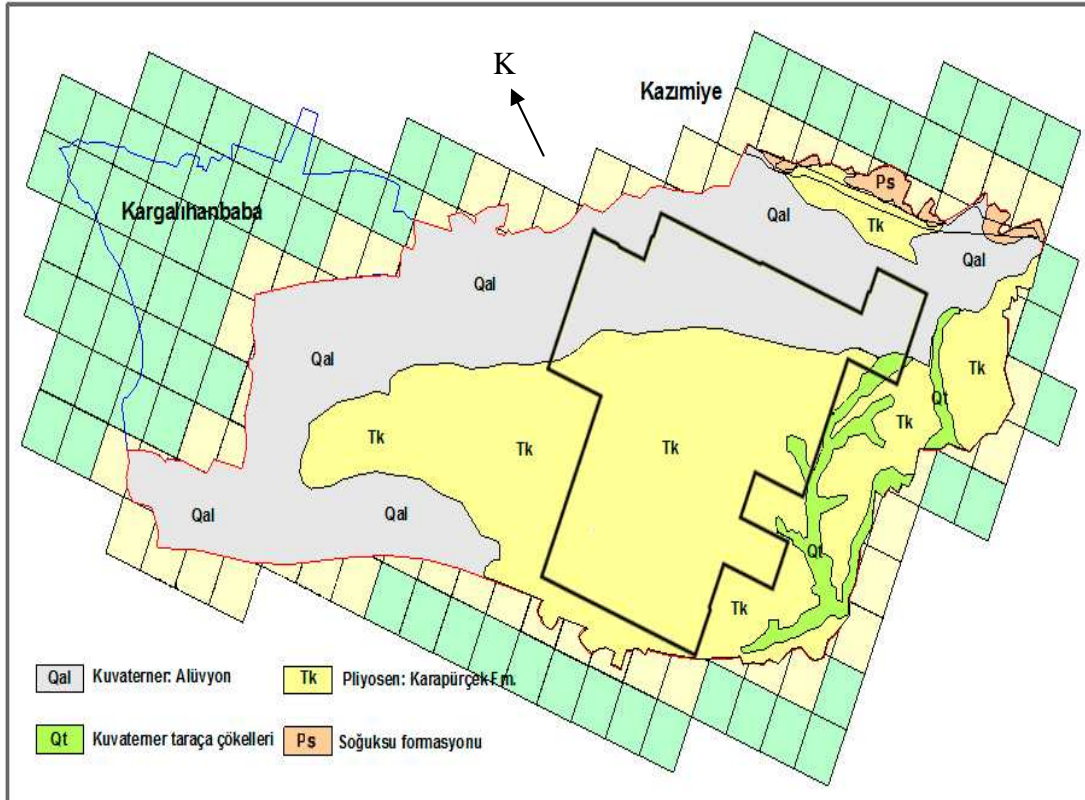 K
Kazımiye
Kargalıhanbaba
Ps
Qal
Tk
Qal
Qal
Qal
Tk
Qt
Tk
Tk
Tk
Tk
Qal
Qal
Qt
Tk
Qal Kuvaterner: Alüvyon
Tk Pliyosen: Karapürçek Fm.
Qt Kuvaterner taraça çökelleri
Ps Soğuksu formasyonu